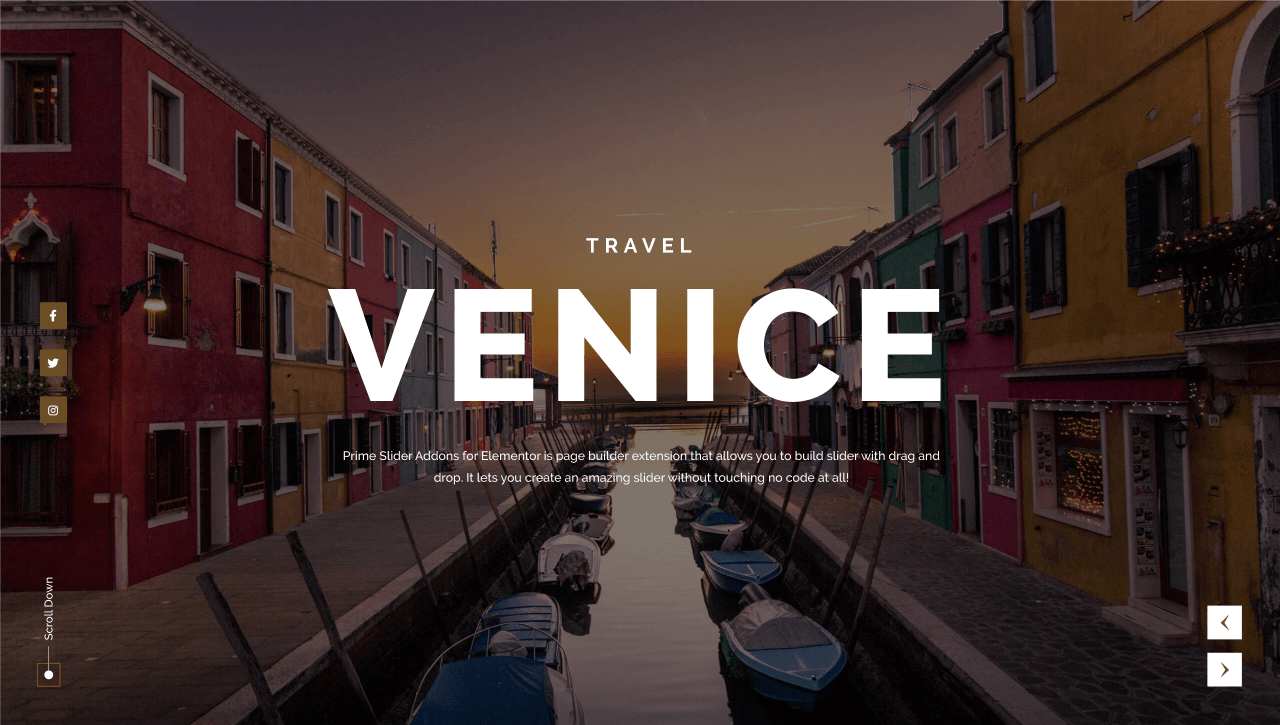 TRAVEL
VENICE
Prime Slider Addons for Elementor is page builder extension that allows you to build slider with drag and
drop. It lets you create an amazing slider without touching no code at all!
Scroll Down